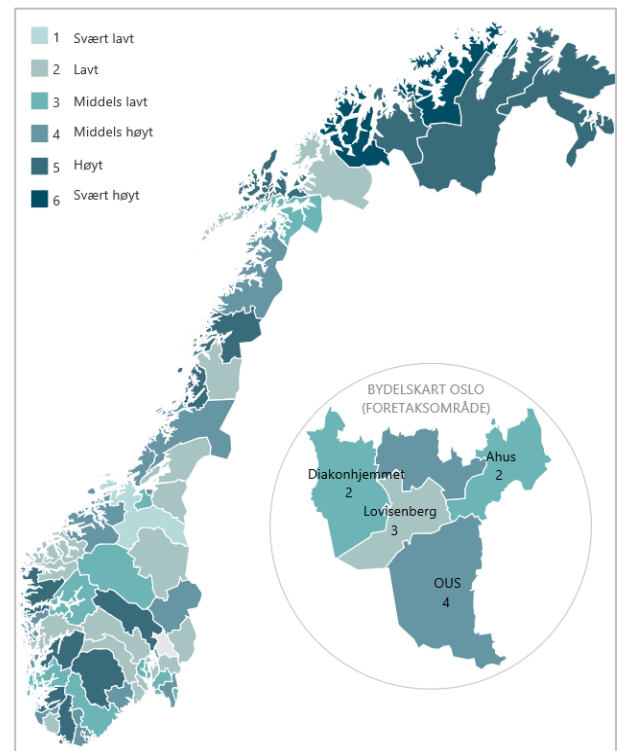 1 Svært lavt
2 Lavt
3 Middels lavt
4 Middels høyt
5 Høyt
6 Svært høyt
BYDELSKART OSLO
(FORETAKSOMRÅDE)
Ahus
2
Diakonhjemmet
2
Lovisenberg
3
OUS
4